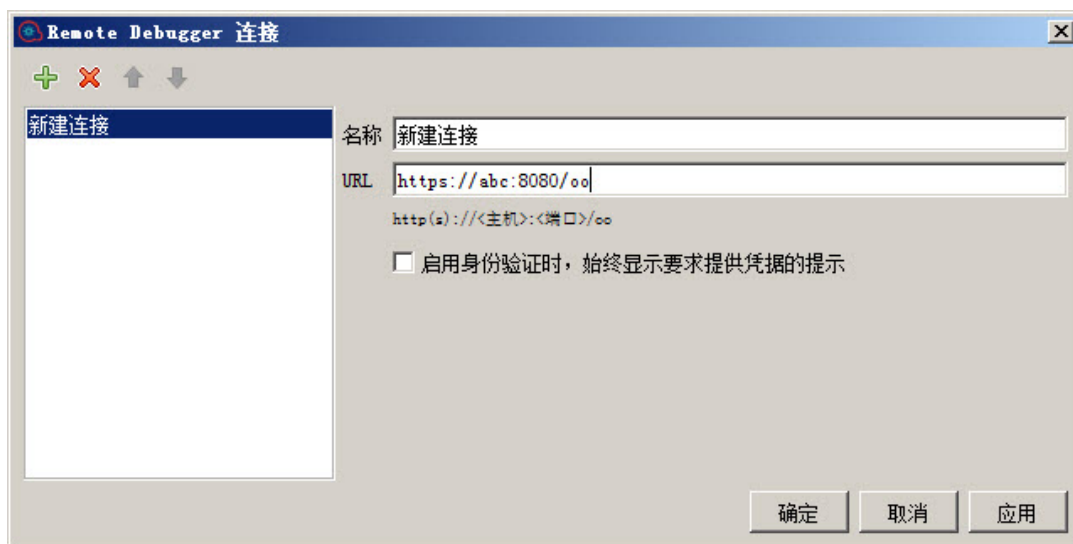 Remote Debugger 连接
新建连接
名称 新建连接
URL https://abc:8080/oo
http(s)://<主机>:<端口>/oo
启用身份验证时，始终显示要求提供凭据的提示
确定 取消 应用